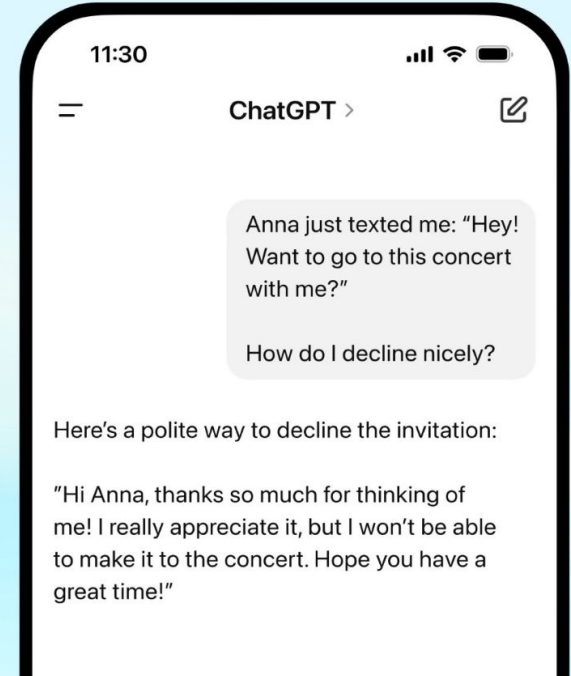 11:30
ChatGPT >
Anna just texted me: “Hey!
Want to go to this concert
with me?”
How do I decline nicely?
Here’s a polite way to decline the invitation:
”Hi Anna, thanks so much for thinking of
me! I really appreciate it, but I won’t be able
to make it to the concert. Hope you have a
great time!”